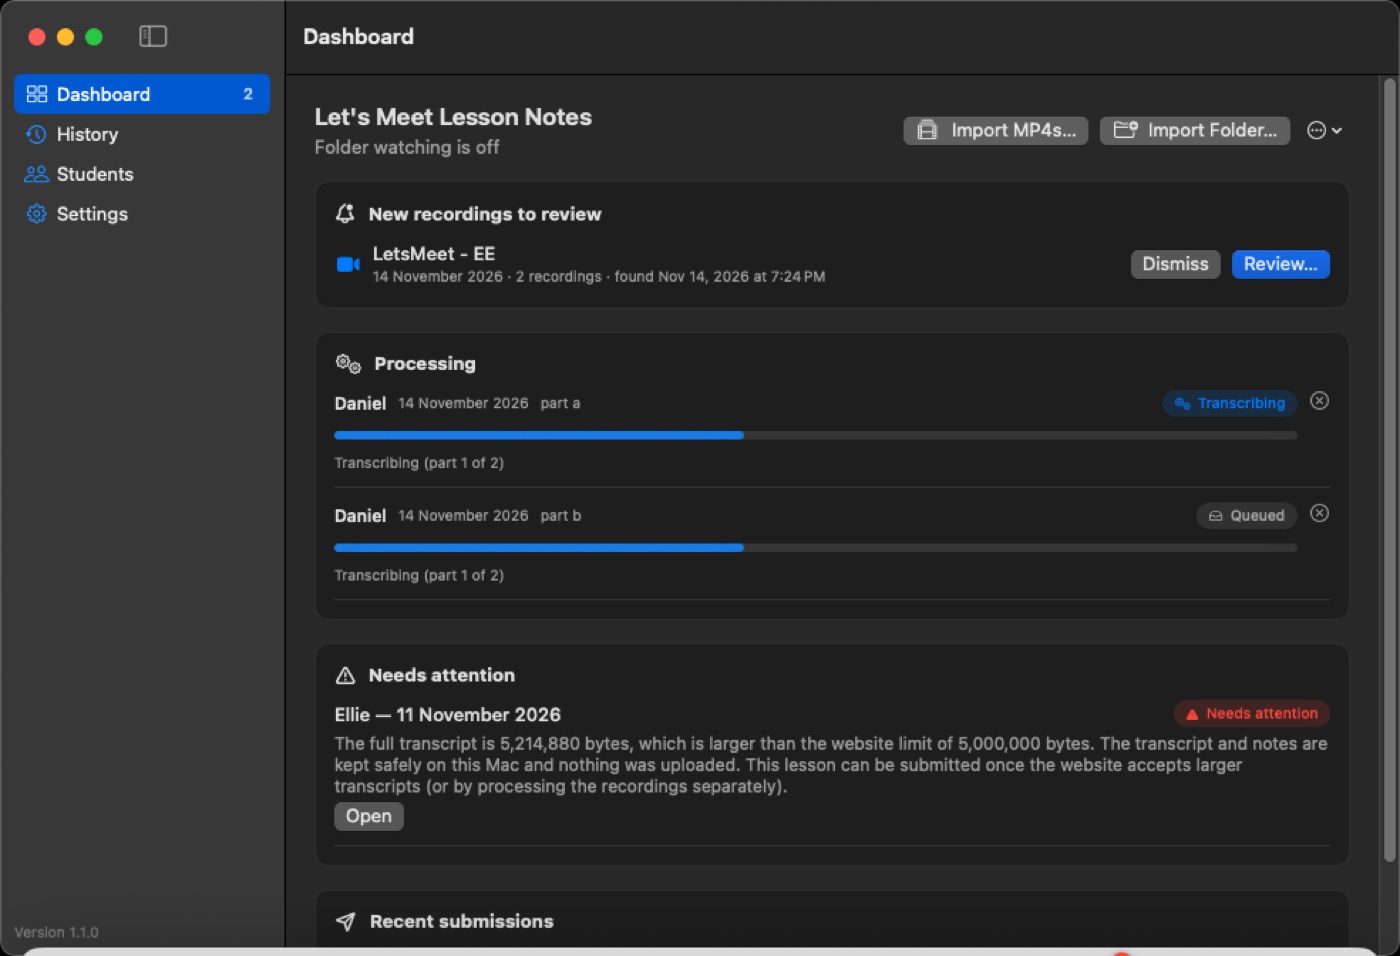 Dashboard
Dashboard 2
History
Students
Settings
Version 1.1.0
Let's Meet Lesson Notes
Folder watching is off
Import MP4s...
Import Folder...
New recordings to review
LetsMeet - EE
14 November 2026 · 2 recordings · found Nov 14, 2026 at 7:24 PM
Dismiss
Review...
Processing
Daniel 14 November 2026 part a
Transcribing
Transcribing (part 1 of 2)
Daniel 14 November 2026 part b
Queued
Transcribing (part 1 of 2)
Needs attention
Ellie — 11 November 2026
Needs attention
The full transcript is 5,214,880 bytes, which is larger than the website limit of 5,000,000 bytes. The transcript and notes are
kept safely on this Mac and nothing was uploaded. This lesson can be submitted once the website accepts larger
transcripts (or by processing the recordings separately).
Open
Recent submissions